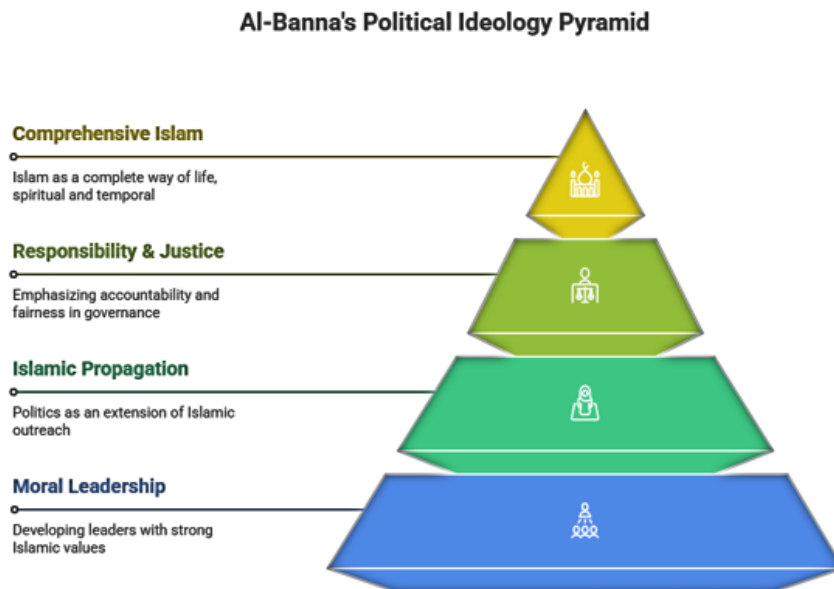 Al-Banna's Political Ideology Pyramid
Comprehensive Islam
Islam as a complete way of life,
spiritual and temporal
Responsibility & Justice
Emphasizing accountability and
fairness in governance
Islamic Propagation
Politics as an extension of Islamic
outreach
Moral Leadership
Developing leaders with strong
Islamic values